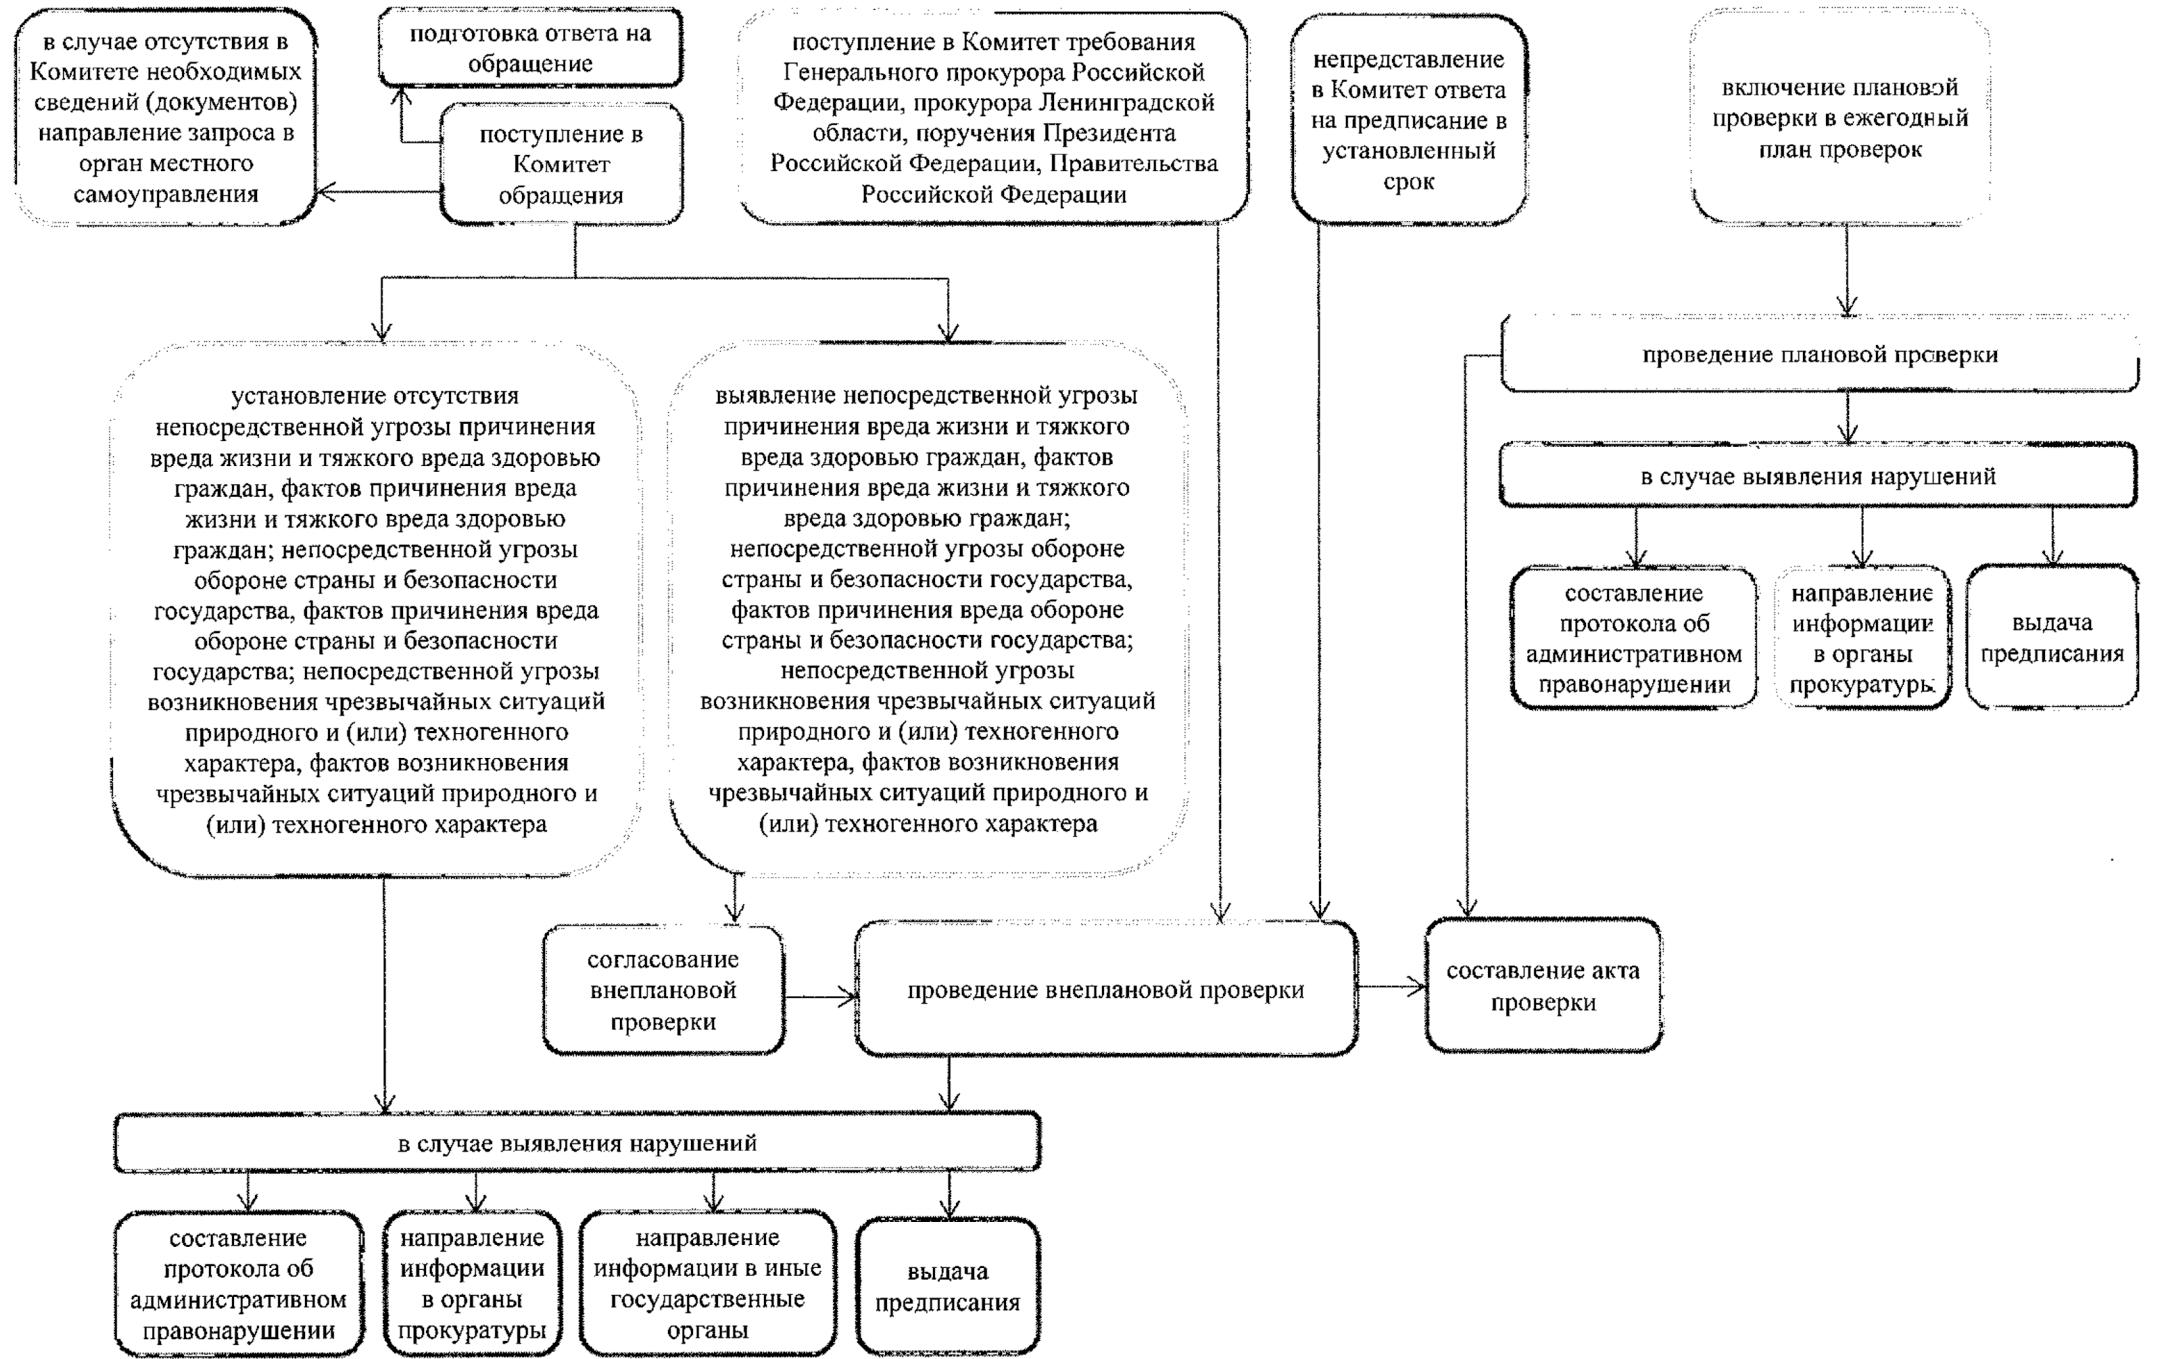 в случае отсутствия в
Комитете необходимых
сведений (документов)
направление запроса в
орган местного
самоуправления
подготовка ответа на
обращение
поступление в
Комитет
обращения
поступление в Комитет требования
Генерального прокурора Российской
Федерации, прокурора Ленинградской
области, поручения Президента
Российской Федерации, Правительства
Российской Федерации
непредставление
в Комитет ответа
на предписание в
установленный
срок
включение плановой
проверки в ежегодный
план проверок
установление отсутствия
непосредственной угрозы причинения
вреда жизни и тяжкого вреда здоровью
граждан, фактов причинения вреда
жизни и тяжкого вреда здоровью
граждан; непосредственной угрозы
обороне страны и безопасности
государства, фактов причинения вреда
обороне страны и безопасности
государства; непосредственной угрозы
возникновения чрезвычайных ситуаций
природного и (или) техногенного
характера, фактов возникновения
чрезвычайных ситуаций природного и
(или) техногенного характера
выявление непосредственной угрозы
причинения вреда жизни и тяжкого
вреда здоровью граждан, фактов
причинения вреда жизни и тяжкого
вреда здоровью граждан;
непосредственной угрозы обороне
страны и безопасности государства,
фактов причинения вреда обороне
страны и безопасности государства;
непосредственной угрозы
возникновения чрезвычайных ситуаций
природного и (или) техногенного
характера, фактов возникновения
чрезвычайных ситуаций природного и
(или) техногенного характера
проведение плановой проверки
в случае выявления нарушений
составление
протокола об
административном
правонарушении
направление
информации
в органы
прокуратуры
выдача
предписания
согласование
внеплановой
проверки
проведение внеплановой проверки
составление акта
проверки
в случае выявления нарушений
составление
протокола об
административном
правонарушении
направление
информации
в органы
прокуратуры
направление
информации в иные
государственные
органы
выдача
предписания